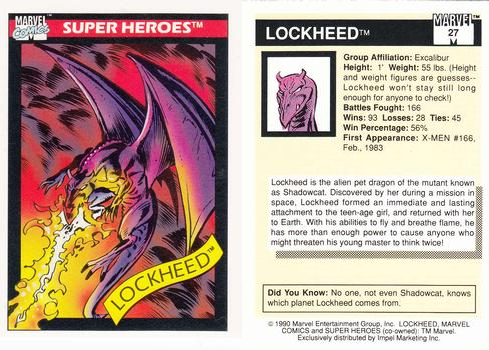 MARVEL
COMICS
SUPER HEROES™
LOCKHEED™
LOCKHEED™
MARVEL
27
Group Affiliation: Excalibur
Height: 1' Weight: 55 lbs. (Height
and weight figures are guesses--
Lockheed won't stay still long
enough for anyone to check!)
Battles Fought: 166
Wins: 93 Losses: 28 Ties: 45
Win Percentage: 56%
First Appearance: X-MEN #166,
Feb., 1983
Lockheed is the alien pet dragon of the mutant known
as Shadowcat. Discovered by her during a mission in
space, Lockheed formed an immediate and lasting
attachment to the teen-age girl, and returned with her
to Earth. With his abilities to fly and breathe flame, he
has more than enough power to cause anyone who
might threaten his young master to think twice!
Did You Know: No one, not even Shadowcat, knows
which planet Lockheed comes from.
© 1990 Marvel Entertainment Group, Inc. LOCKHEED, MARVEL
COMICS and SUPER HEROES (co-owned): TM Marvel.
Exclusively distributed by Impel Marketing Inc.